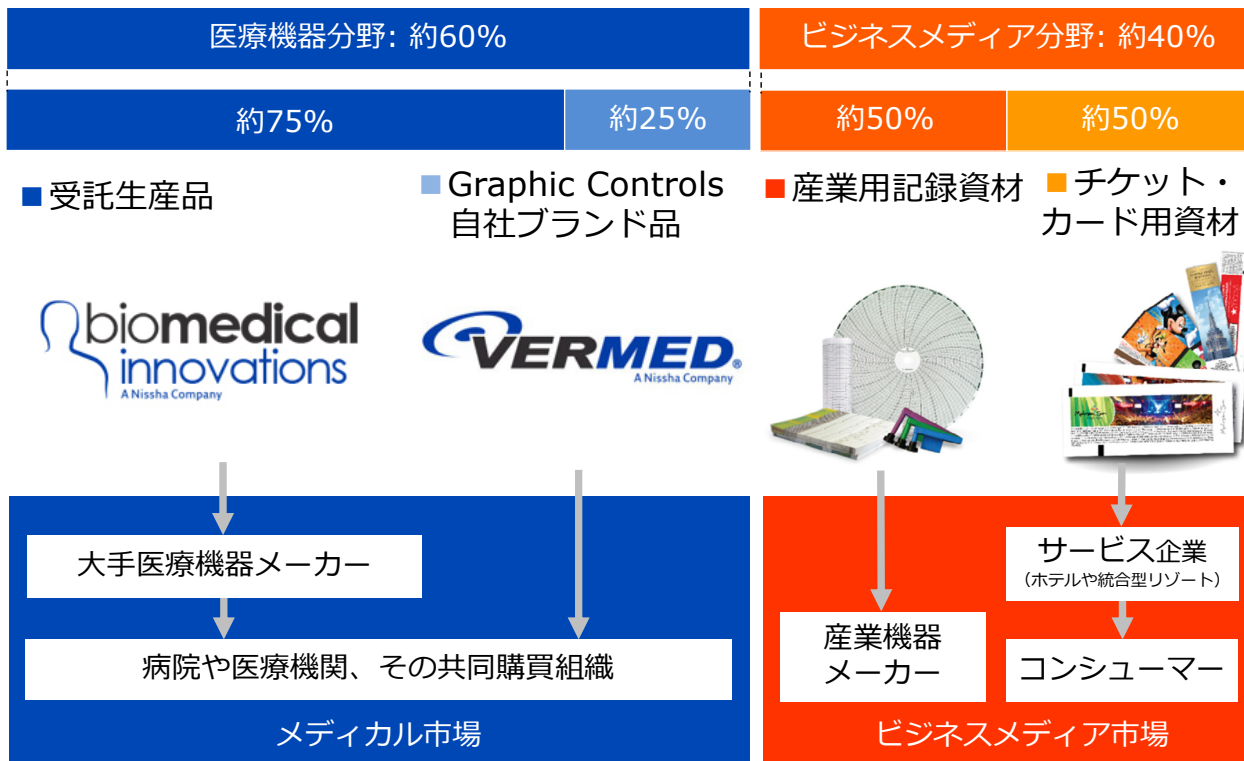 医療機器分野: 約60%
ビジネスメディア分野: 約40%
約75%
約25%
約50%
約50%
■受託生産品
■Graphic Controls
自社ブランド品
■産業用記録資材
■チケット・
カード用資材
biomedical
innovations
A Nissha Company
VERMED®
A Nissha Company
大手医療機器メーカー
病院や医療機関、その共同購買組織
メディカル市場
産業機器
メーカー
サービス企業
(ホテルや統合型リゾート)
コンシューマー
ビジネスメディア市場